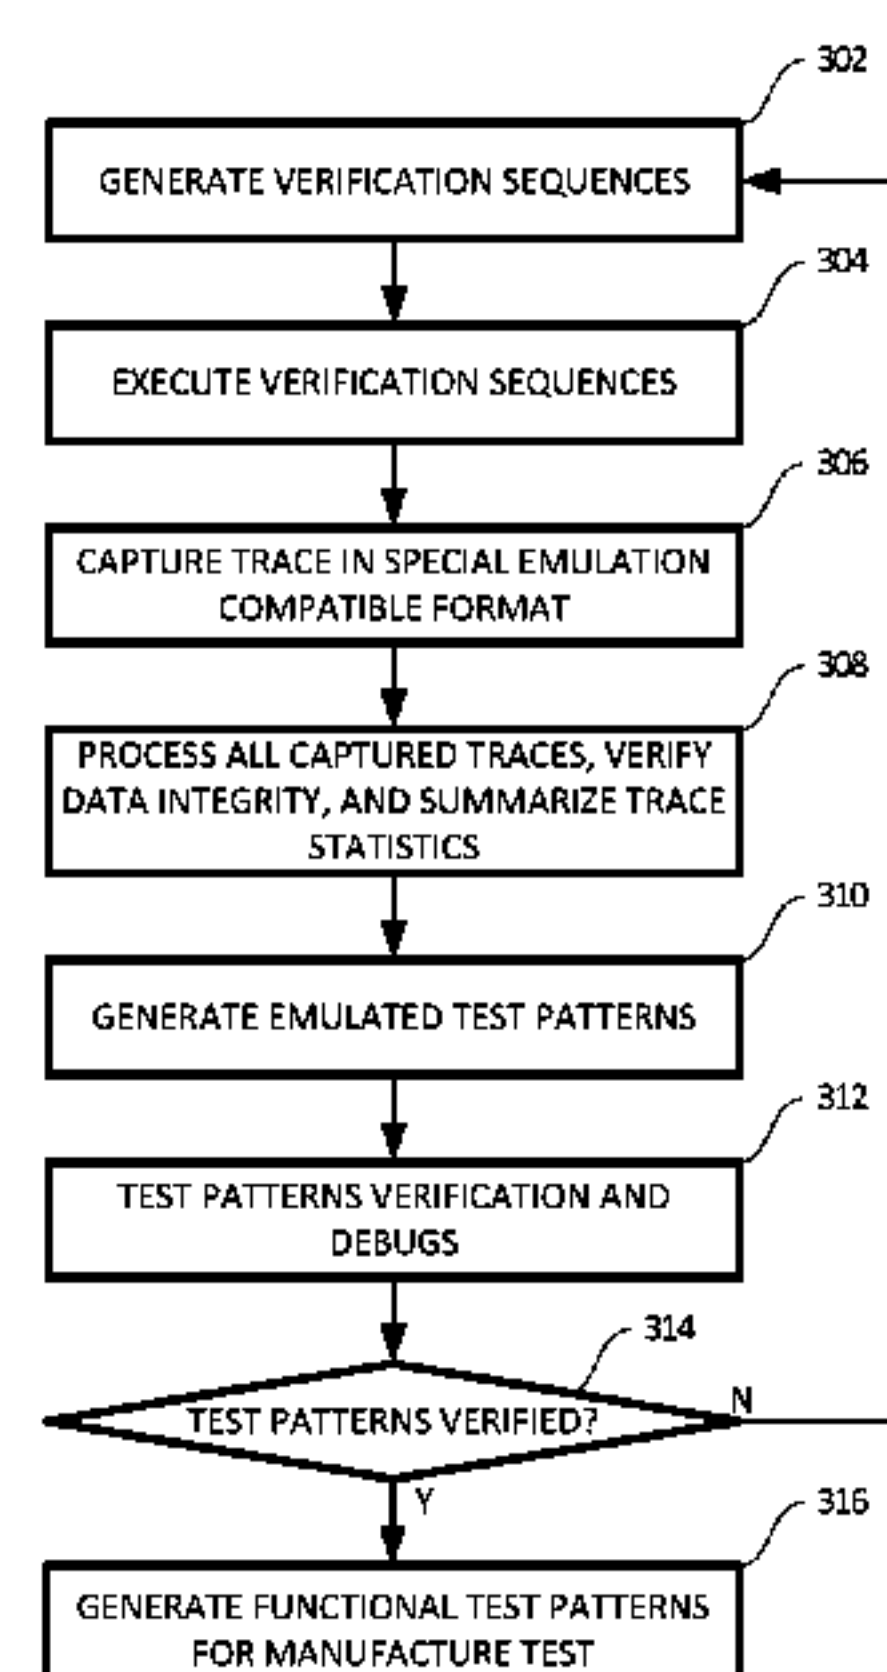 302
GENERATE VERIFICATION SEQUENCES
304
EXECUTE VERIFICATION SEQUENCES
306
CAPTURE TRACE IN SPECIAL EMULATION
COMPATIBLE FORMAT
308
PROCESS ALL CAPTURED TRACES, VERIFY
DATA INTEGRITY, AND SUMMARIZE TRACE
STATISTICS
310
GENERATE EMULATED TEST PATTERNS
312
TEST PATTERNS VERIFICATION AND
DEBUGS
314
TEST PATTERNS VERIFIED?
N
Y
316
GENERATE FUNCTIONAL TEST PATTERNS
FOR MANUFACTURE TEST